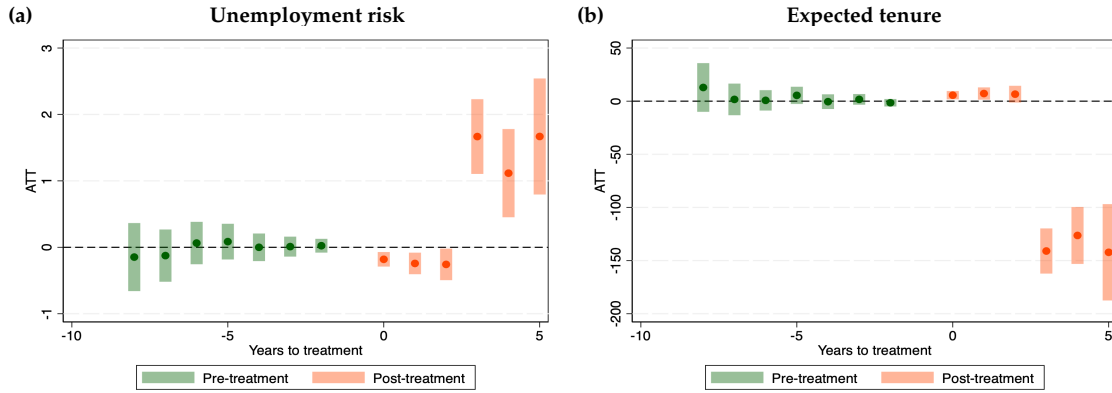 (a) Unemployment risk
3
2
1
0
-1
ATT
-10 -5 0 5
Years to treatment
Pre-treatment Post-treatment
(b) Expected tenure
50
0
-50
-100
-150
-200
ATT
-10 -5 0 5
Years to treatment
Pre-treatment Post-treatment